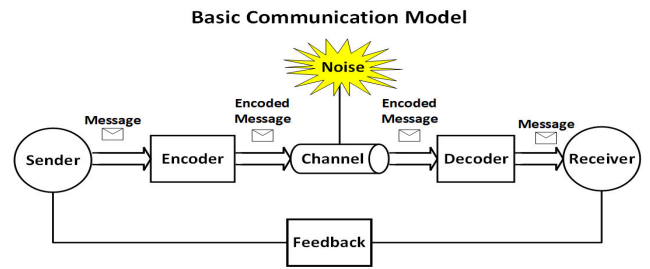 Basic Communication Model
Noise
Message
Encoded
Message
Encoded
Message
Message
Sender
Encoder
Channel
Decoder
Receiver
Feedback